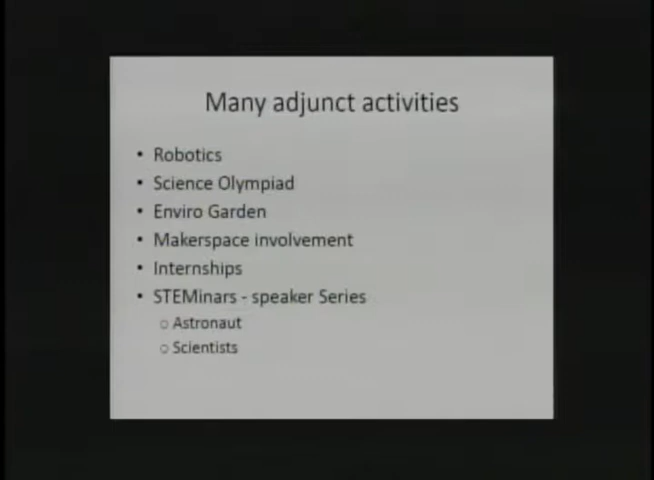 Many adjunct activities
• Robotics
• Science Olympiad
• Enviro Garden
• Makerspace involvement
• Internships
• STEMinars - speaker Series
○ Astronaut
○ Scientists